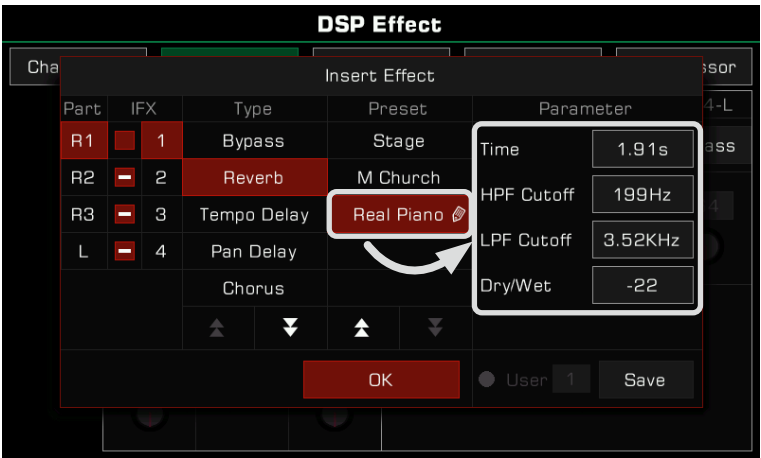 DSP Effect
Cha
ssor
Insert Effect
4-L
Part IFX Type Preset Parameter
R1 1 Bypass Stage Time 1.91s
ass
R2 2 Reverb M Church HPF Cutoff 199Hz
R3 3 Tempo Delay Real Piano LPF Cutoff 3.52KHz
4
L 4 Pan Delay Dry/Wet -22
Chorus
OK User 1 Save